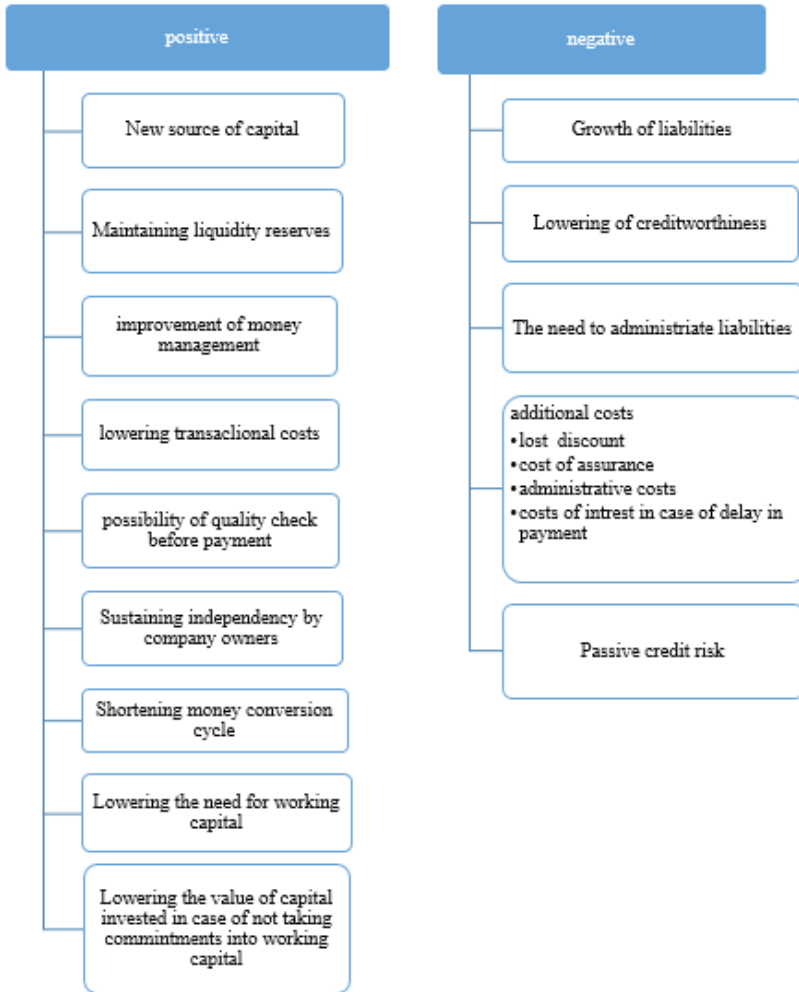 positive
New source of capital
Maintaining liquidity reserves
improvement of money
management
lowering transaclional costs
possibility of quality check
before payment
Sustaining independency by
company owners
Shortening money conversion
cycle
Lowering the need for working
capital
Lowering the value of capital
invested in case of not taking
commintments into working
capital
negative
Growth of liabilities
Lowering of creditworthiness
The need to administriate liabilities
additional costs
•lost discount
•cost of assurance
•administrative costs
•costs of intrest in case of delay in
payment
Passive credit risk